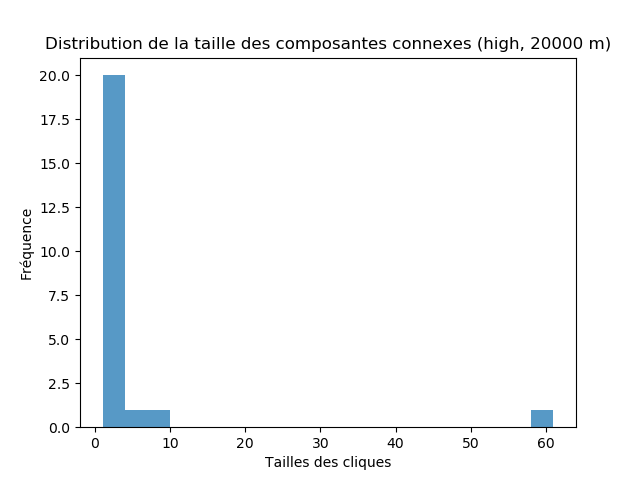 Distribution de la taille des composantes connexes (high, 20000 m)
20.0
17.5
15.0
12.5
10.0
7.5
5.0
2.5
0.0
Fréquence
0 10 20 30 40 50 60
Tailles des cliques